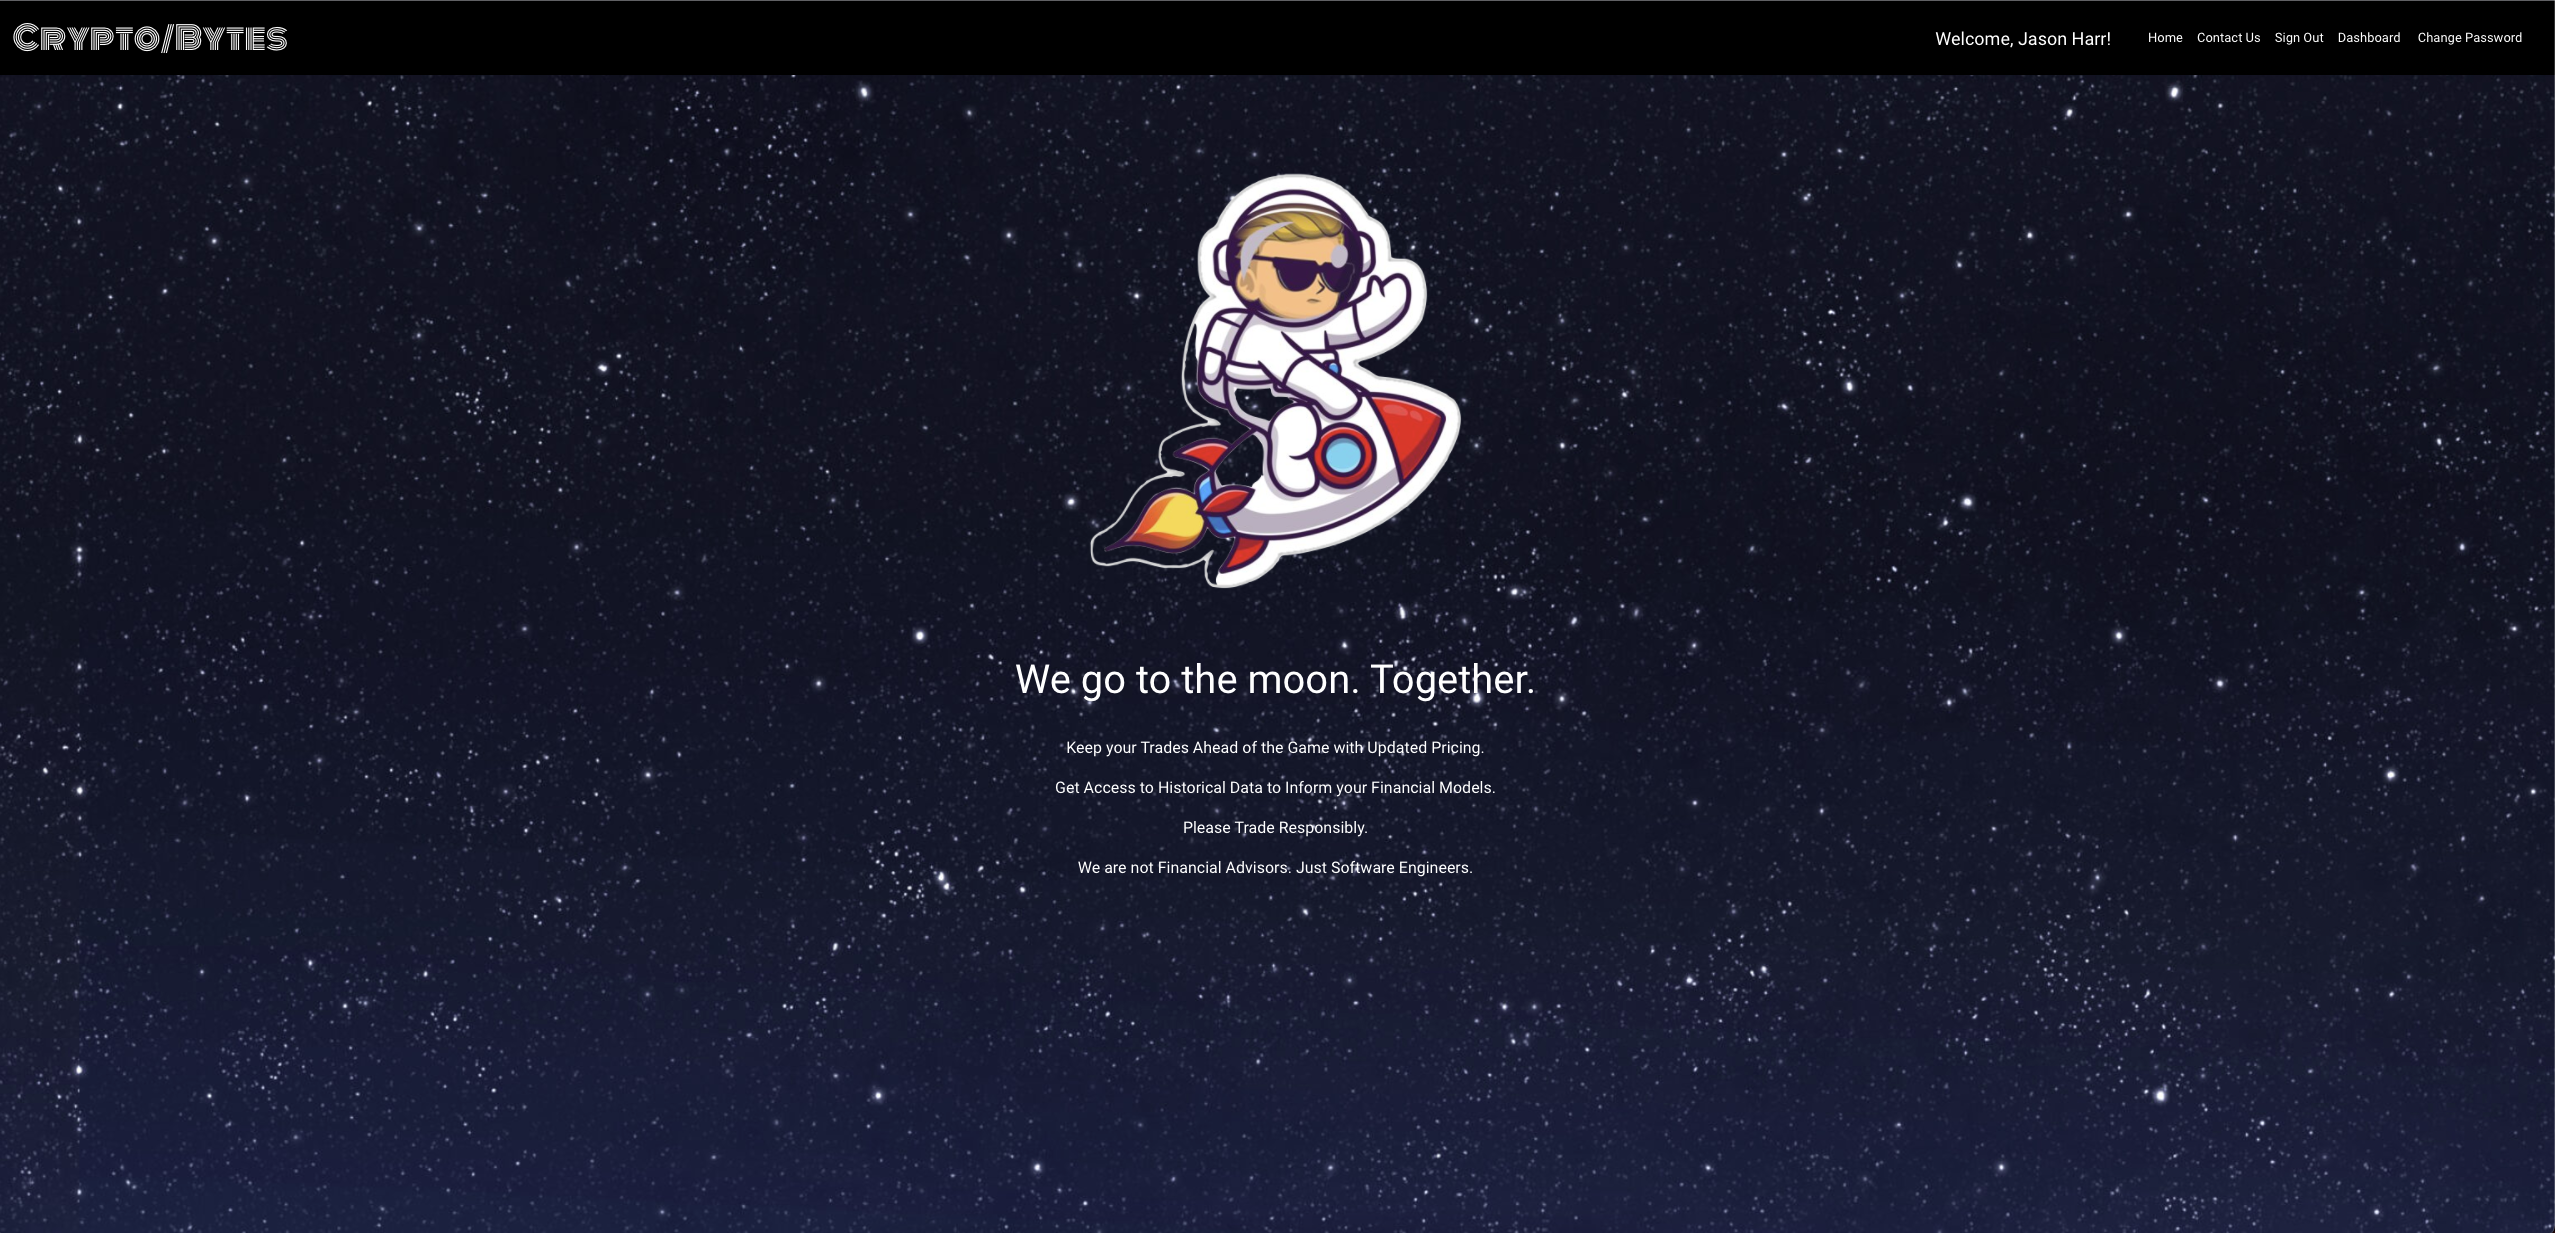 Crypto/Bytes
Welcome, Jason Harr! Home Contact Us Sign Out Dashboard Change Password
We go to the moon. Together.
Keep your Trades Ahead of the Game with Updated Pricing.
Get Access to Historical Data to Inform your Financial Models.
Please Trade Responsibly.
We are not Financial Advisors. Just Software Engineers.